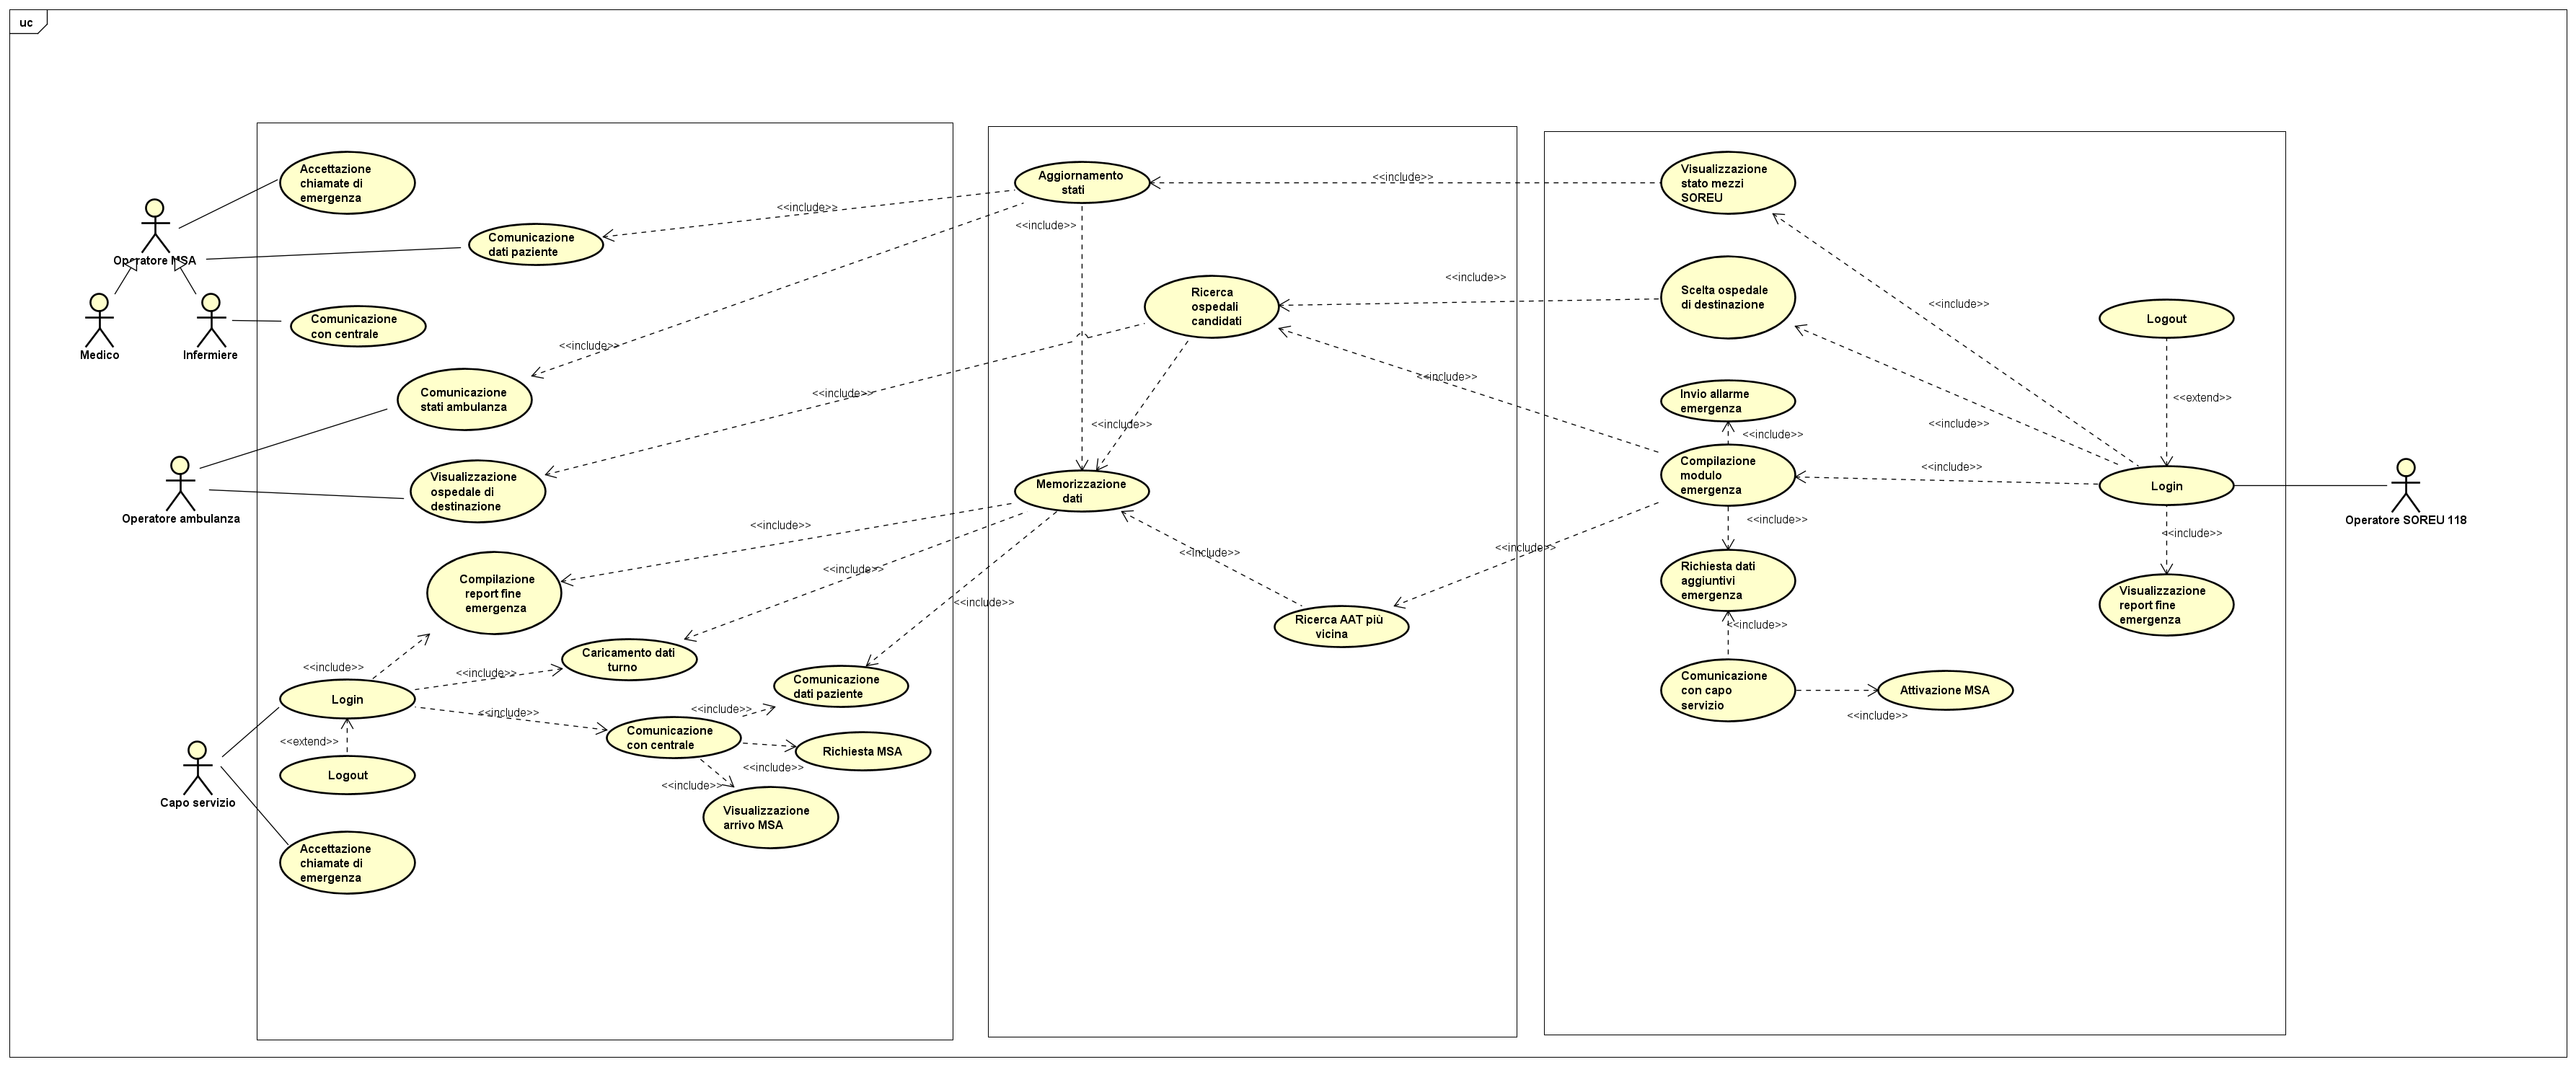 uc
Accettazione
chiamate di
emergenza
Operatore MSA
Medico
Infermiere
Comunicazione
dati paziente
Comunicazione
con centrale
Comunicazione
stati ambulanza
Operatore ambulanza
Visualizzazione
ospedale di
destinazione
Compilazione
report fine
emergenza
Caricamento dati
turno
Login
Logout
Capo servizio
Accettazione
chiamate di
emergenza
Comunicazione
con centrale
Comunicazione
dati paziente
Richiesta MSA
Visualizzazione
arrivo MSA
<<include>>
<<include>>
<<include>>
<<include>>
<<include>>
<<include>>
<<include>>
<<include>>
<<include>>
<<extend>>
<<include>>
<<include>>
<<include>>
Aggiornamento
stati
<<include>>
Ricerca
ospedali
candidati
<<include>>
Memorizzazione
dati
<<include>>
<<include>>
Ricerca AAT più
vicina
<<include>>
<<include>>
<<include>>
<<include>>
Visualizzazione
stato mezzi
SOREU
Scelta ospedale
di destinazione
Invio allarme
emergenza
<<include>>
Compilazione
modulo
emergenza
<<include>>
Richiesta dati
aggiuntivi
emergenza
<<include>>
Comunicazione
con capo
servizio
Attivazione MSA
<<include>>
<<include>>
<<include>>
<<include>>
Logout
<<extend>>
Login
<<include>>
Visualizzazione
report fine
emergenza
Operatore SOREU 118